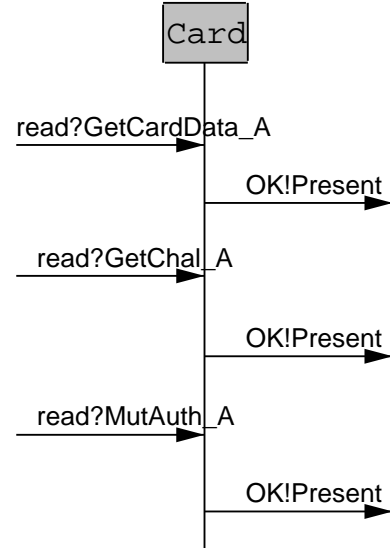 Card
read?GetCardData_A
OK!Present
read?GetChal_A
OK!Present
read?MutAuth_A
OK!Present